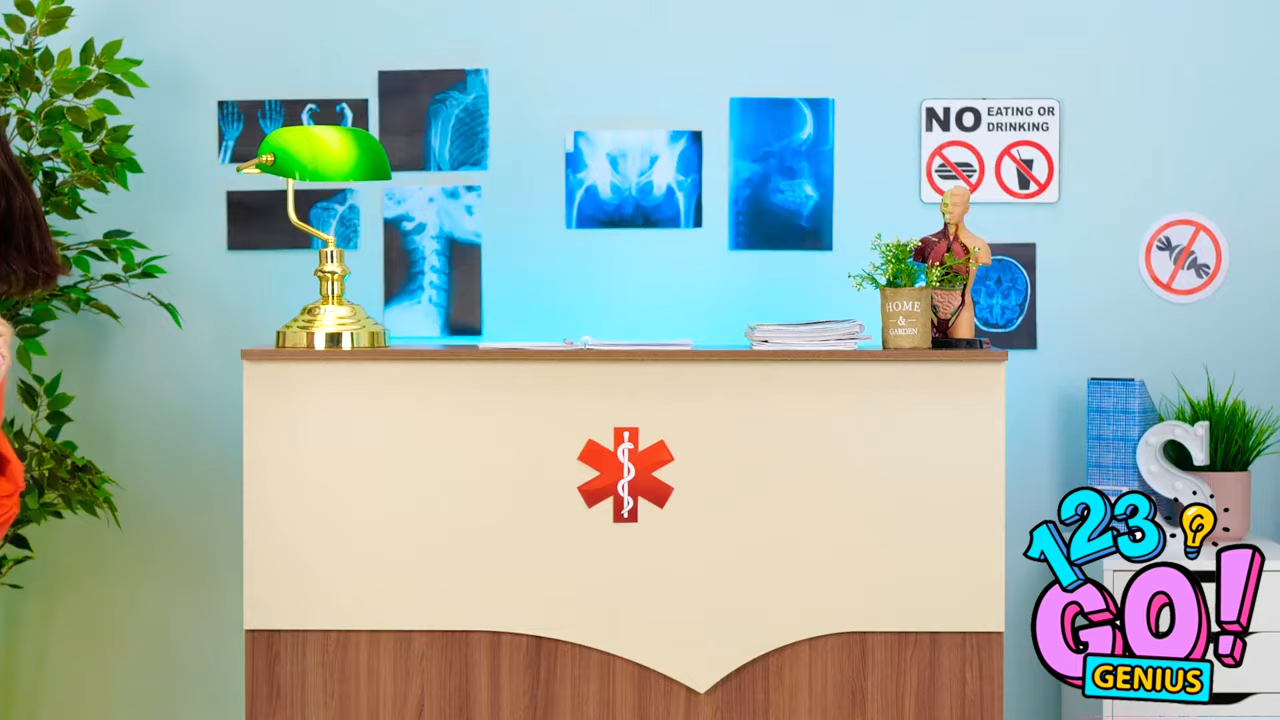 NO EATING OR
DRINKING
HOME
&
GARDEN
S
123
GO!
GENIUS